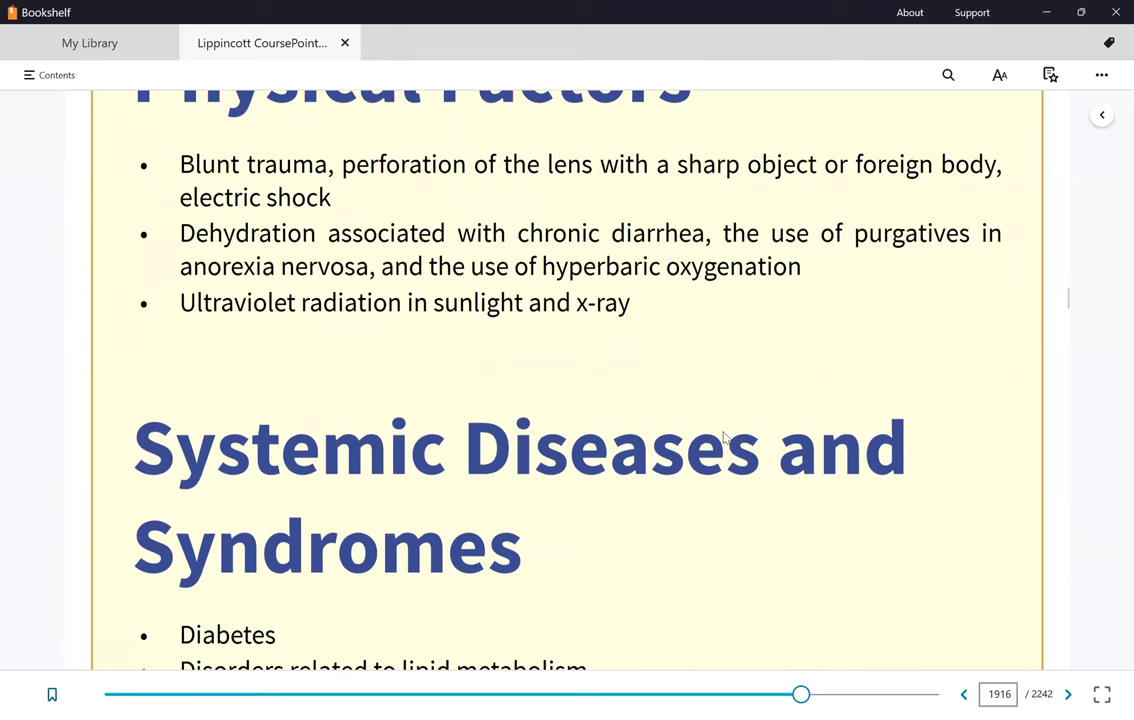 Bookshelf
About
Support
My Library
Lippincott CoursePoint...
Contents
Physical Factors
• Blunt trauma, perforation of the lens with a sharp object or foreign body,
electric shock
• Dehydration associated with chronic diarrhea, the use of purgatives in
anorexia nervosa, and the use of hyperbaric oxygenation
• Ultraviolet radiation in sunlight and x-ray
Systemic Diseases and
Syndromes
• Diabetes
• Disorders related to lipid metabolism
1916 / 2242